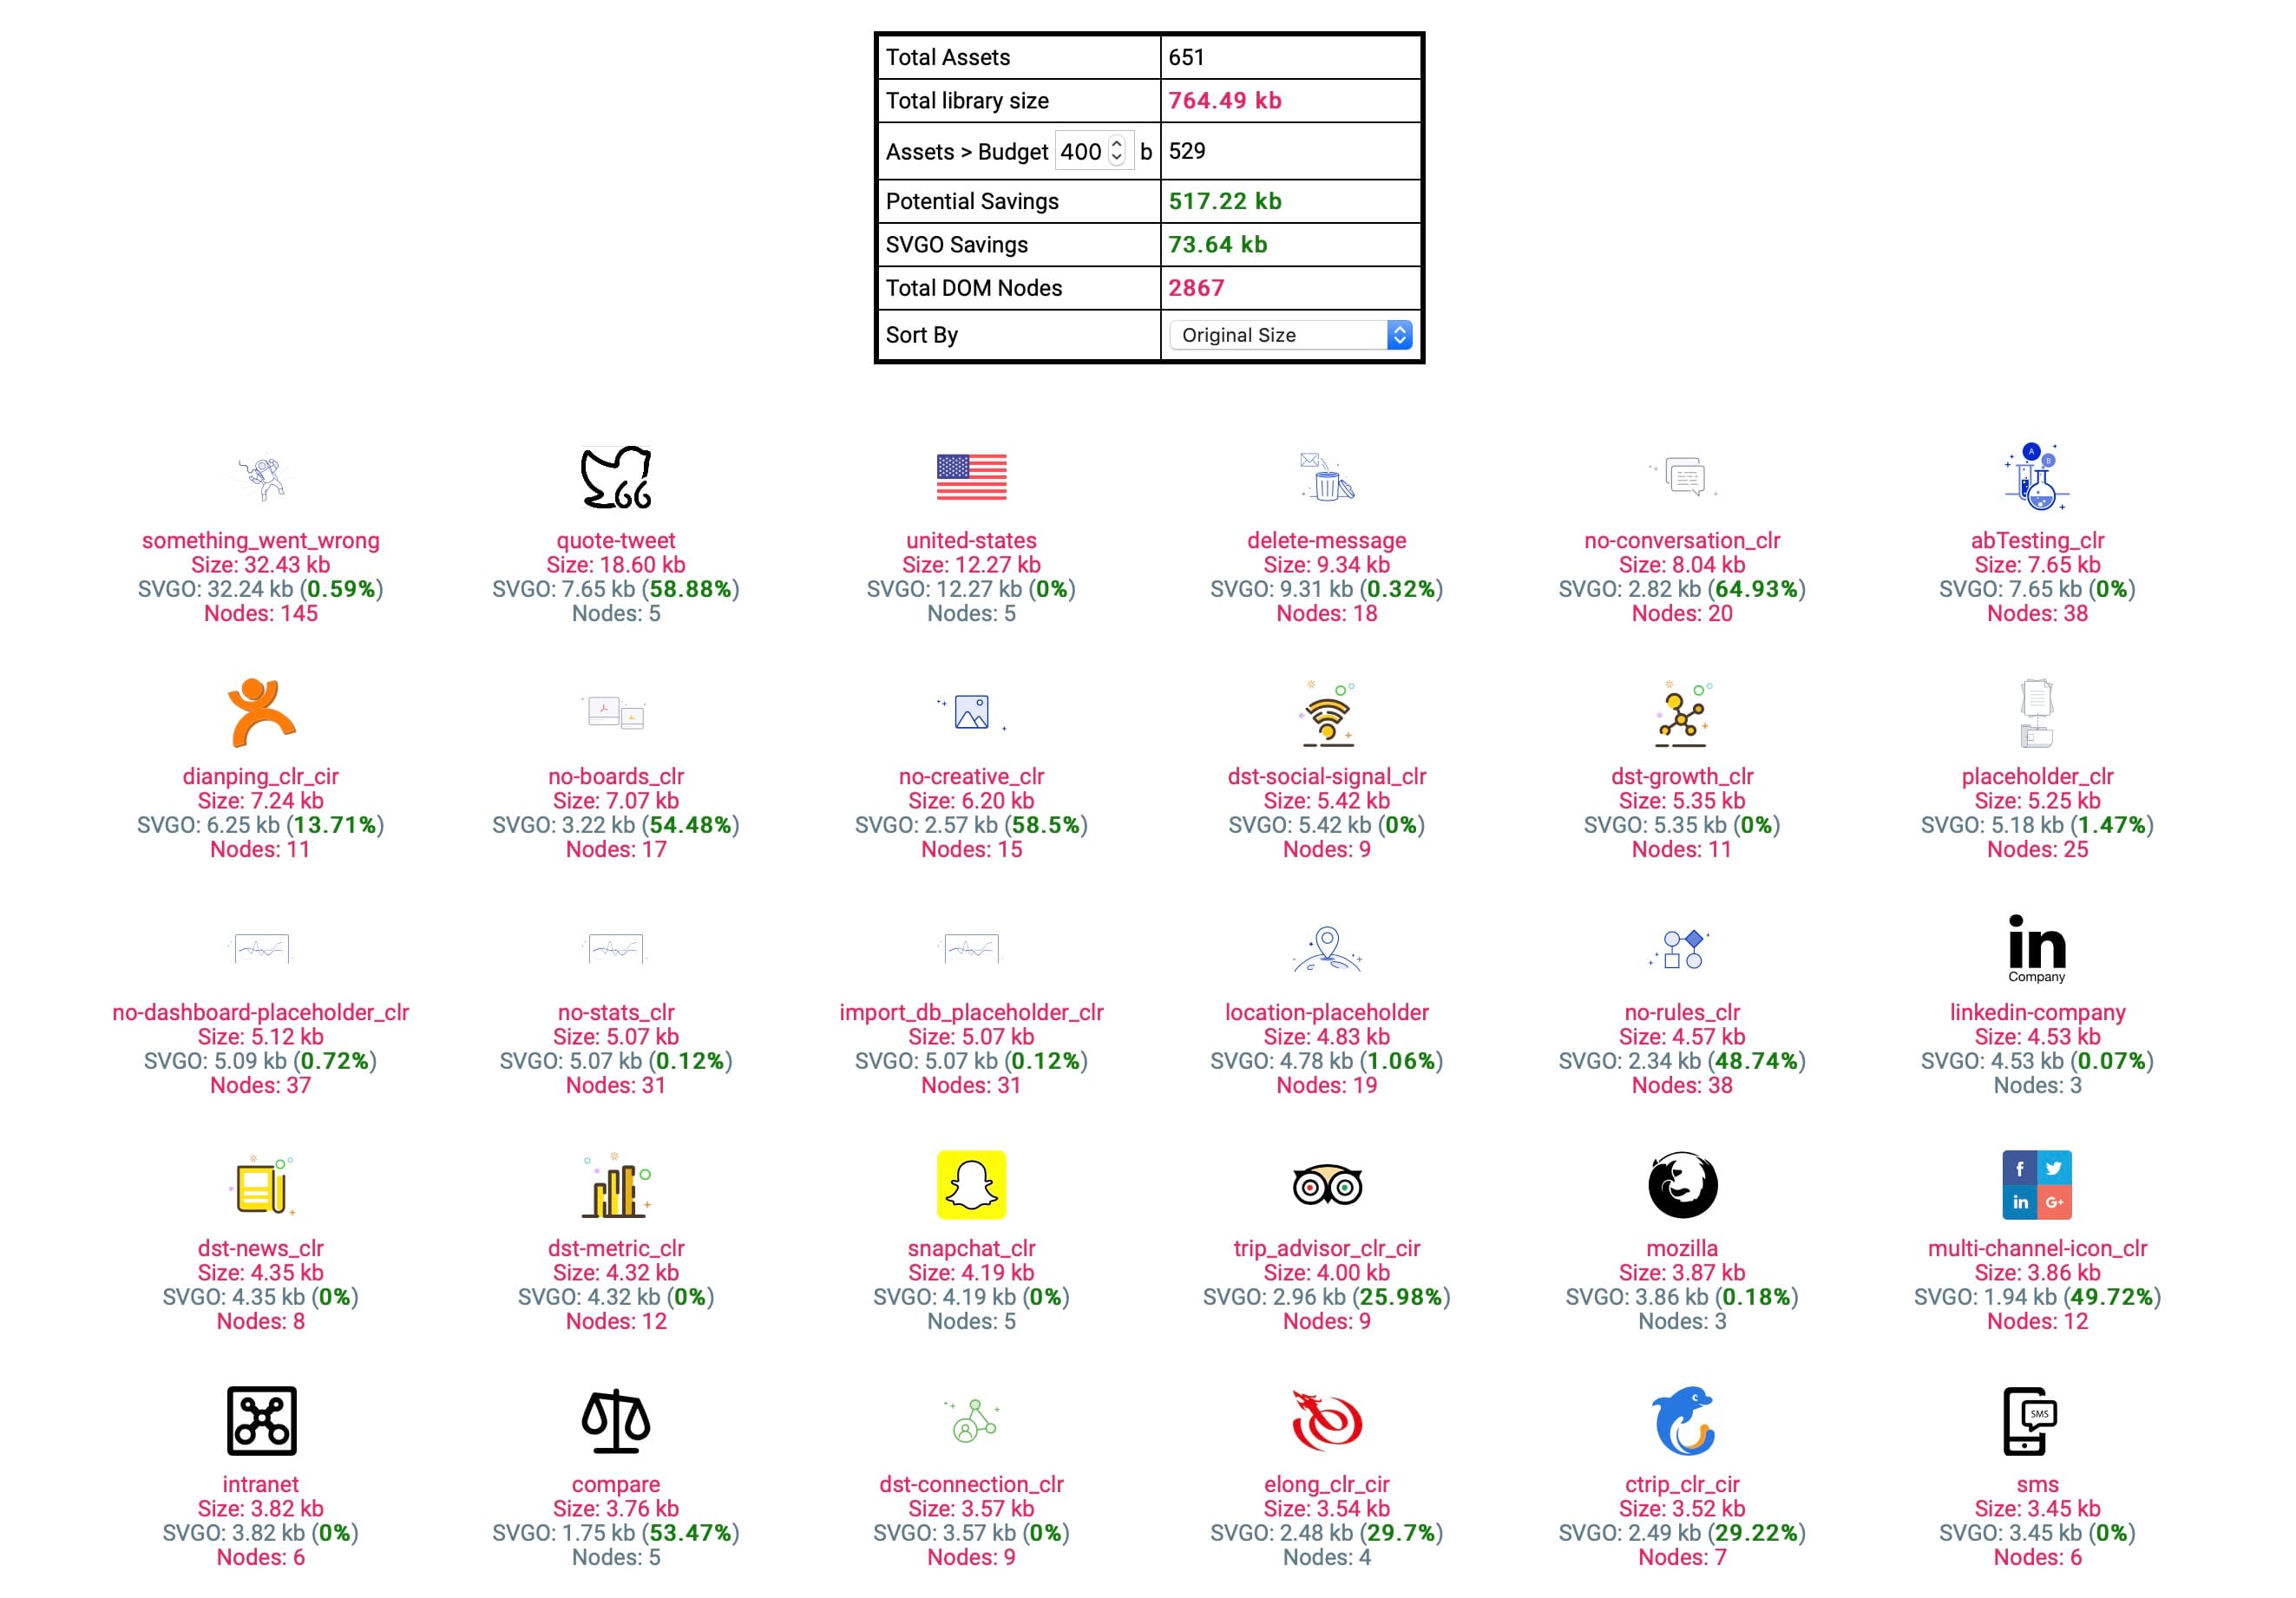 Total Assets 651
Total library size 764.49 kb
Assets > Budget 400 b 529
Potential Savings 517.22 kb
SVGO Savings 73.64 kb
Total DOM Nodes 2867
Sort By Original Size
A
B
something_went_wrong
Size: 32.43 kb
SVGO: 32.24 kb (0.59%)
Nodes: 145
quote-tweet
Size: 18.60 kb
SVGO: 7.65 kb (58.88%)
Nodes: 5
united-states
Size: 12.27 kb
SVGO: 12.27 kb (0%)
Nodes: 5
delete-message
Size: 9.34 kb
SVGO: 9.31 kb (0.32%)
Nodes: 18
no-conversation_clr
Size: 8.04 kb
SVGO: 2.82 kb (64.93%)
Nodes: 20
abTesting_clr
Size: 7.65 kb
SVGO: 7.65 kb (0%)
Nodes: 38
dianping_clr_cir
Size: 7.24 kb
SVGO: 6.25 kb (13.71%)
Nodes: 11
no-boards_clr
Size: 7.07 kb
SVGO: 3.22 kb (54.48%)
Nodes: 17
no-creative_clr
Size: 6.20 kb
SVGO: 2.57 kb (58.5%)
Nodes: 15
dst-social-signal_clr
Size: 5.42 kb
SVGO: 5.42 kb (0%)
Nodes: 9
dst-growth_clr
Size: 5.35 kb
SVGO: 5.35 kb (0%)
Nodes: 11
placeholder_clr
Size: 5.25 kb
SVGO: 5.18 kb (1.47%)
Nodes: 25
no-dashboard-placeholder_clr
Size: 5.12 kb
SVGO: 5.09 kb (0.72%)
Nodes: 37
no-stats_clr
Size: 5.07 kb
SVGO: 5.07 kb (0.12%)
Nodes: 31
import_db_placeholder_clr
Size: 5.07 kb
SVGO: 5.07 kb (0.12%)
Nodes: 31
location-placeholder
Size: 4.83 kb
SVGO: 4.78 kb (1.06%)
Nodes: 19
no-rules_clr
Size: 4.57 kb
SVGO: 2.34 kb (48.74%)
Nodes: 38
in
Company
linkedin-company
Size: 4.53 kb
SVGO: 4.53 kb (0.07%)
Nodes: 3
dst-news_clr
Size: 4.35 kb
SVGO: 4.35 kb (0%)
Nodes: 8
dst-metric_clr
Size: 4.32 kb
SVGO: 4.32 kb (0%)
Nodes: 12
snapchat_clr
Size: 4.19 kb
SVGO: 4.19 kb (0%)
Nodes: 5
trip_advisor_clr_cir
Size: 4.00 kb
SVGO: 2.96 kb (25.98%)
Nodes: 9
mozilla
Size: 3.87 kb
SVGO: 3.86 kb (0.18%)
Nodes: 3
f
in G+
multi-channel-icon_clr
Size: 3.86 kb
SVGO: 1.94 kb (49.72%)
Nodes: 12
intranet
Size: 3.82 kb
SVGO: 3.82 kb (0%)
Nodes: 6
compare
Size: 3.76 kb
SVGO: 1.75 kb (53.47%)
Nodes: 5
dst-connection_clr
Size: 3.57 kb
SVGO: 3.57 kb (0%)
Nodes: 9
elong_clr_cir
Size: 3.54 kb
SVGO: 2.48 kb (29.7%)
Nodes: 4
ctrip_clr_cir
Size: 3.52 kb
SVGO: 2.49 kb (29.22%)
Nodes: 7
SMS
sms
Size: 3.45 kb
SVGO: 3.45 kb (0%)
Nodes: 6